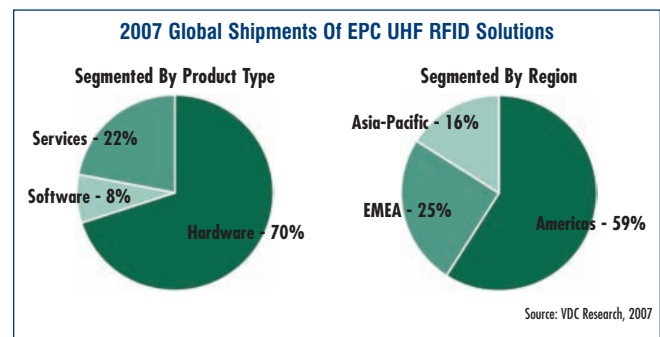 2007 Global Shipments Of EPC UHF RFID Solutions
Segmented By Product Type
Services - 22%
Software - 8%
Hardware - 70%
Segmented By Region
Asia-Pacific - 16%
EMEA - 25%
Americas - 59%
Source: VDC Research, 2007